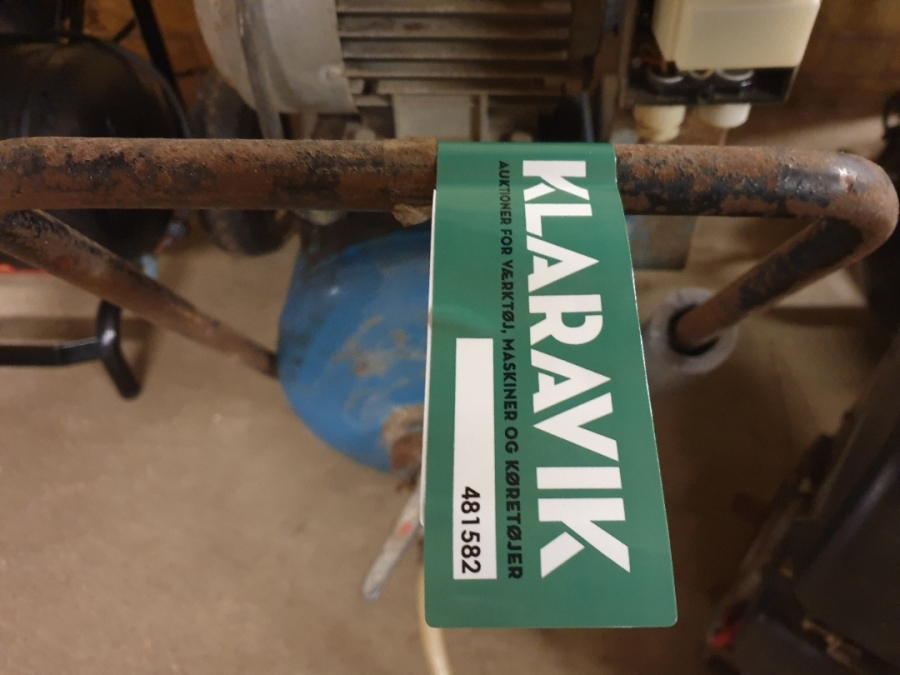 KLARAVIK
AUKTIONER FOR VÆRKTØJ, MASKINER OG KØRETØJER
481582